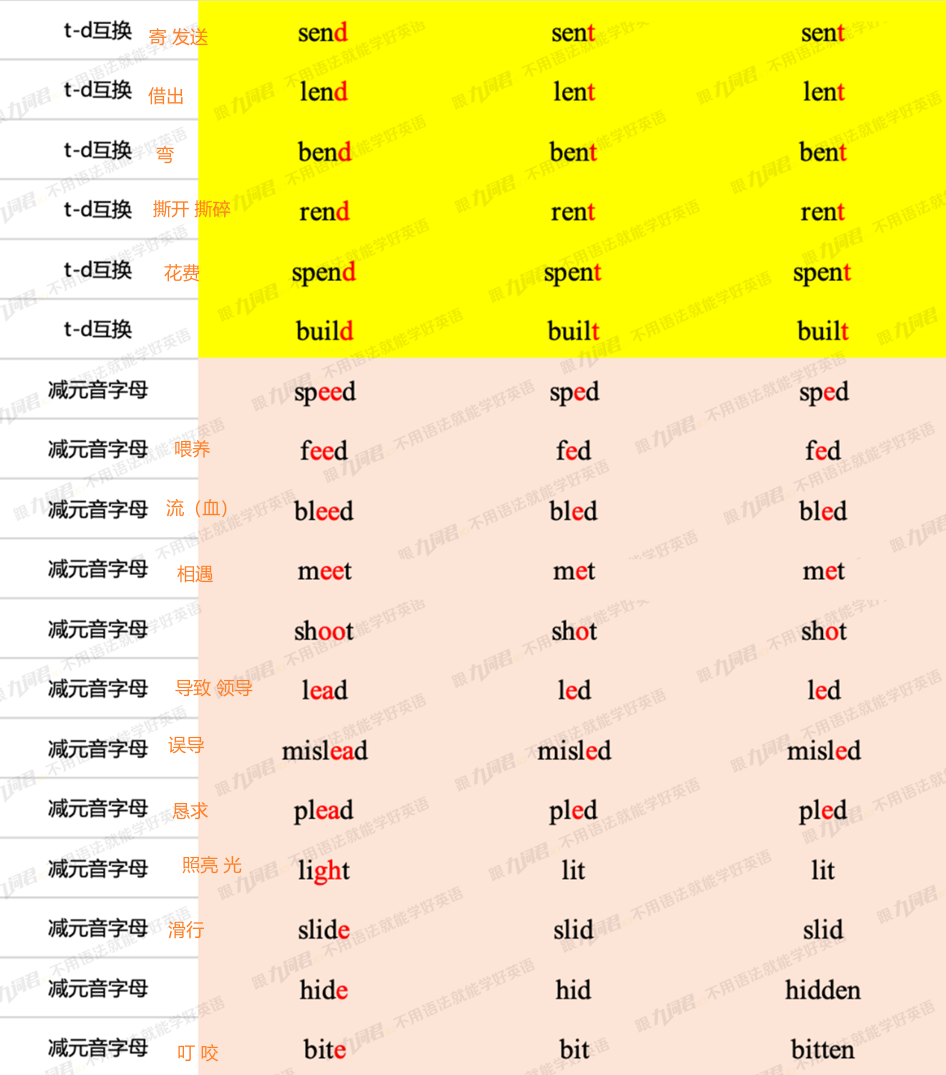 t-d互换 寄 发送 send sent sent
t-d互换 借出 lend lent lent
t-d互换 弯 bend bent bent
t-d互换 撕开 撕碎 rend rent rent
t-d互换 花费 spend spent spent
t-d互换 build built built
减元音字母 speed sped sped
减元音字母 喂养 feed fed fed
减元音字母 流（血） bleed bled bled
减元音字母 相遇 meet met met
减元音字母 shoot shot shot
减元音字母 导致 领导 lead led led
减元音字母 误导 mislead misled misled
减元音字母 恳求 plead pled pled
减元音字母 照亮 光 light lit lit
减元音字母 滑行 slide slid slid
减元音字母 hide hid hidden
减元音字母 叮 咬 bite bit bitten
跟九词君 不用语法就能学好英语